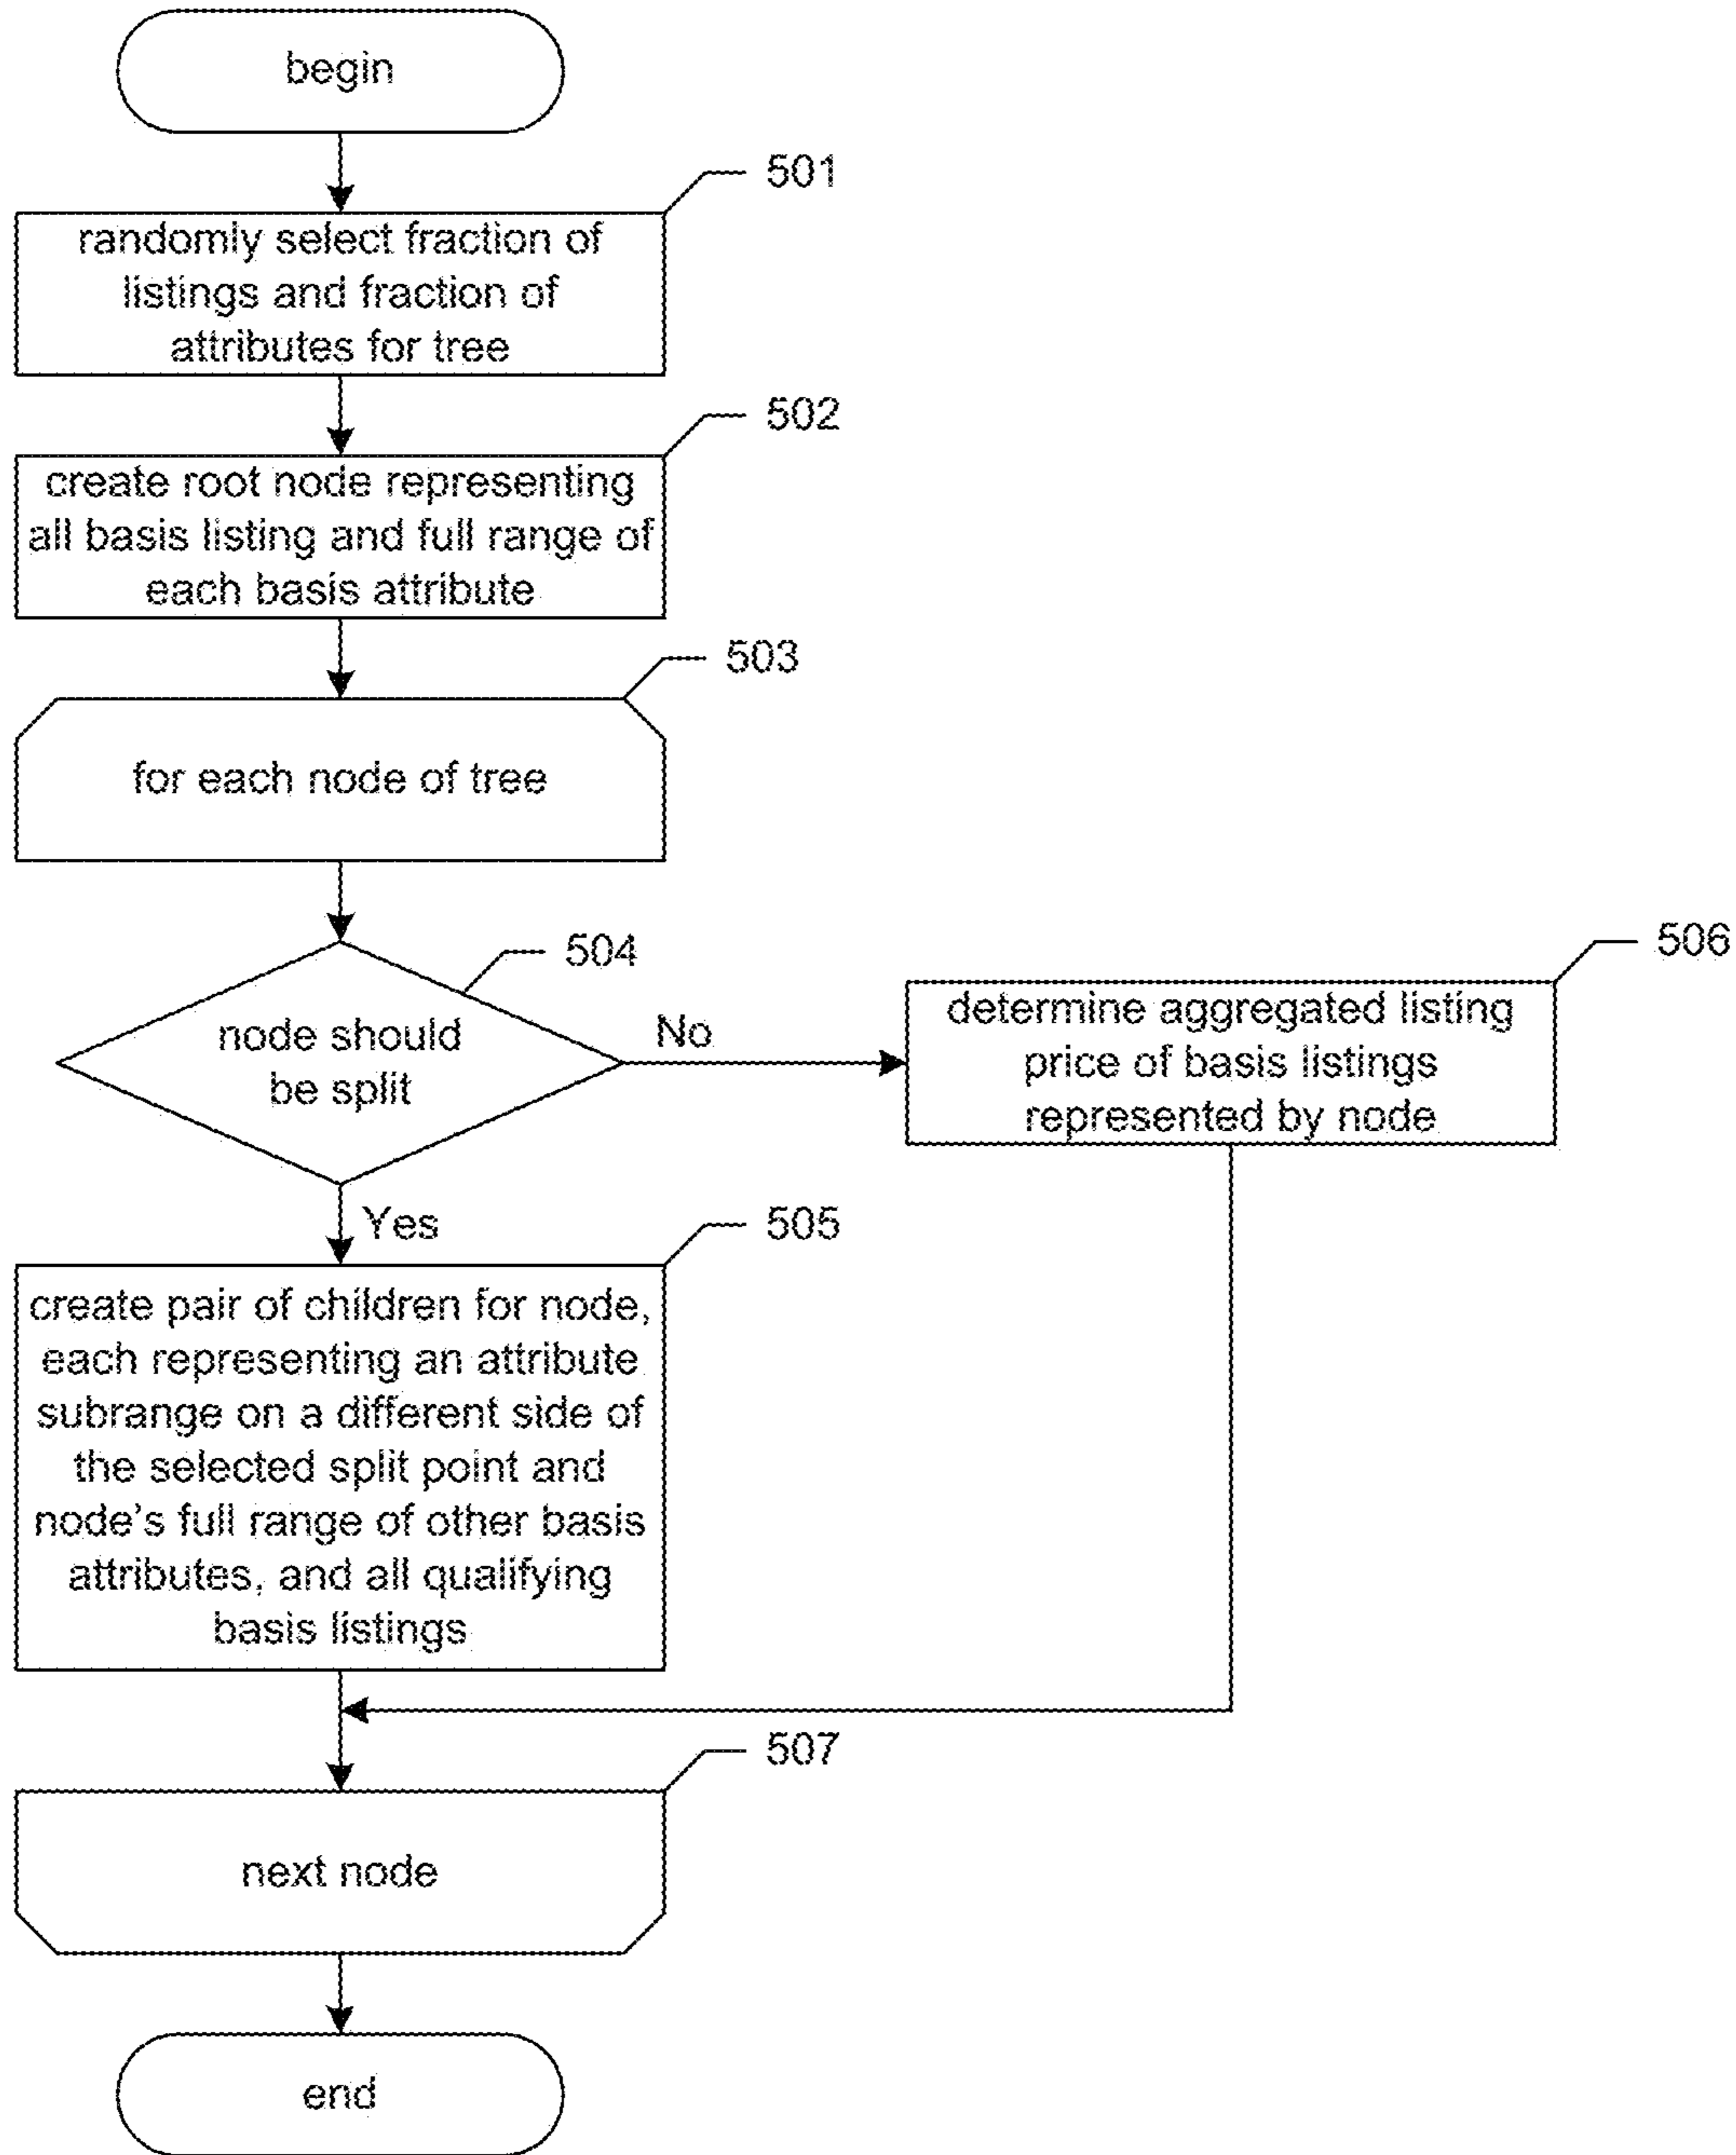 begin
501
randomly select fraction of
listings and fraction of
attributes for tree
502
create root node representing
all basis listing and full range of
each basis attribute
503
for each node of tree
504
node should
be split
No
506
determine aggregated listing
price of basis listings
represented by node
Yes
505
create pair of children for node,
each representing an attribute
subrange on a different side of
the selected split point and
node's full range of other basis
attributes, and all qualifying
basis listings
507
next node
end